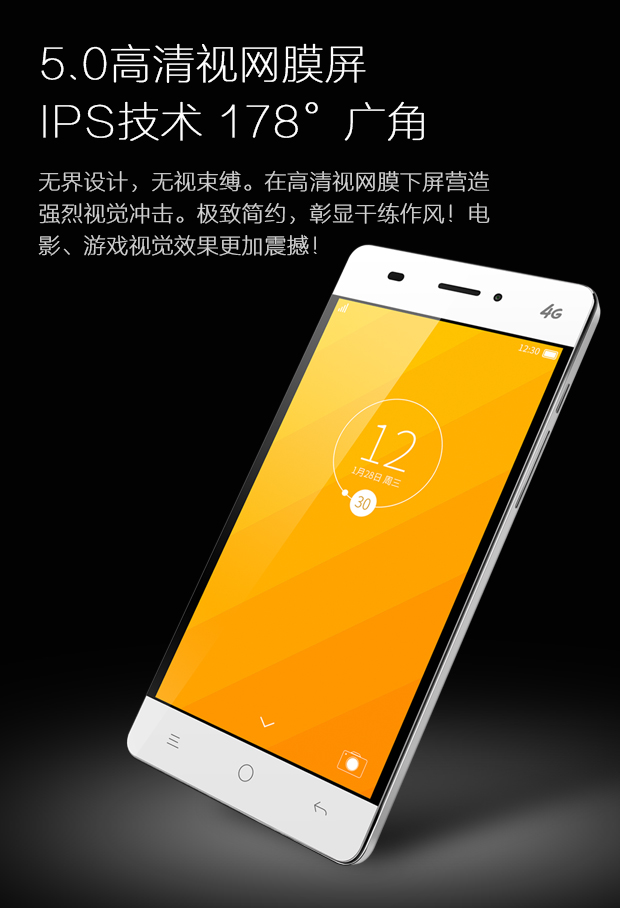 5.0高清视网膜屏
IPS技术 178°广角
无界设计，无视束缚。在高清视网膜下屏营造
强烈视觉冲击。极致简约，彰显干练作风！电
影、游戏视觉效果更加震撼！
4G
12:30
12
1月28日 周三
30